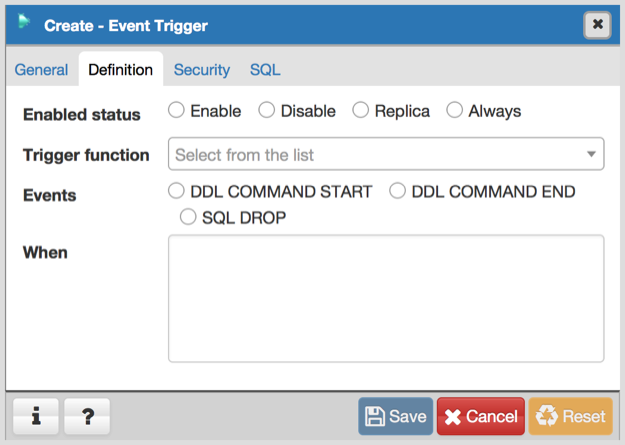 Create - Event Trigger
General Definition Security SQL
Enabled status Enable Disable Replica Always
Trigger function Select from the list
Events DDL COMMAND START DDL COMMAND END
SQL DROP
When
i ? Save Cancel Reset